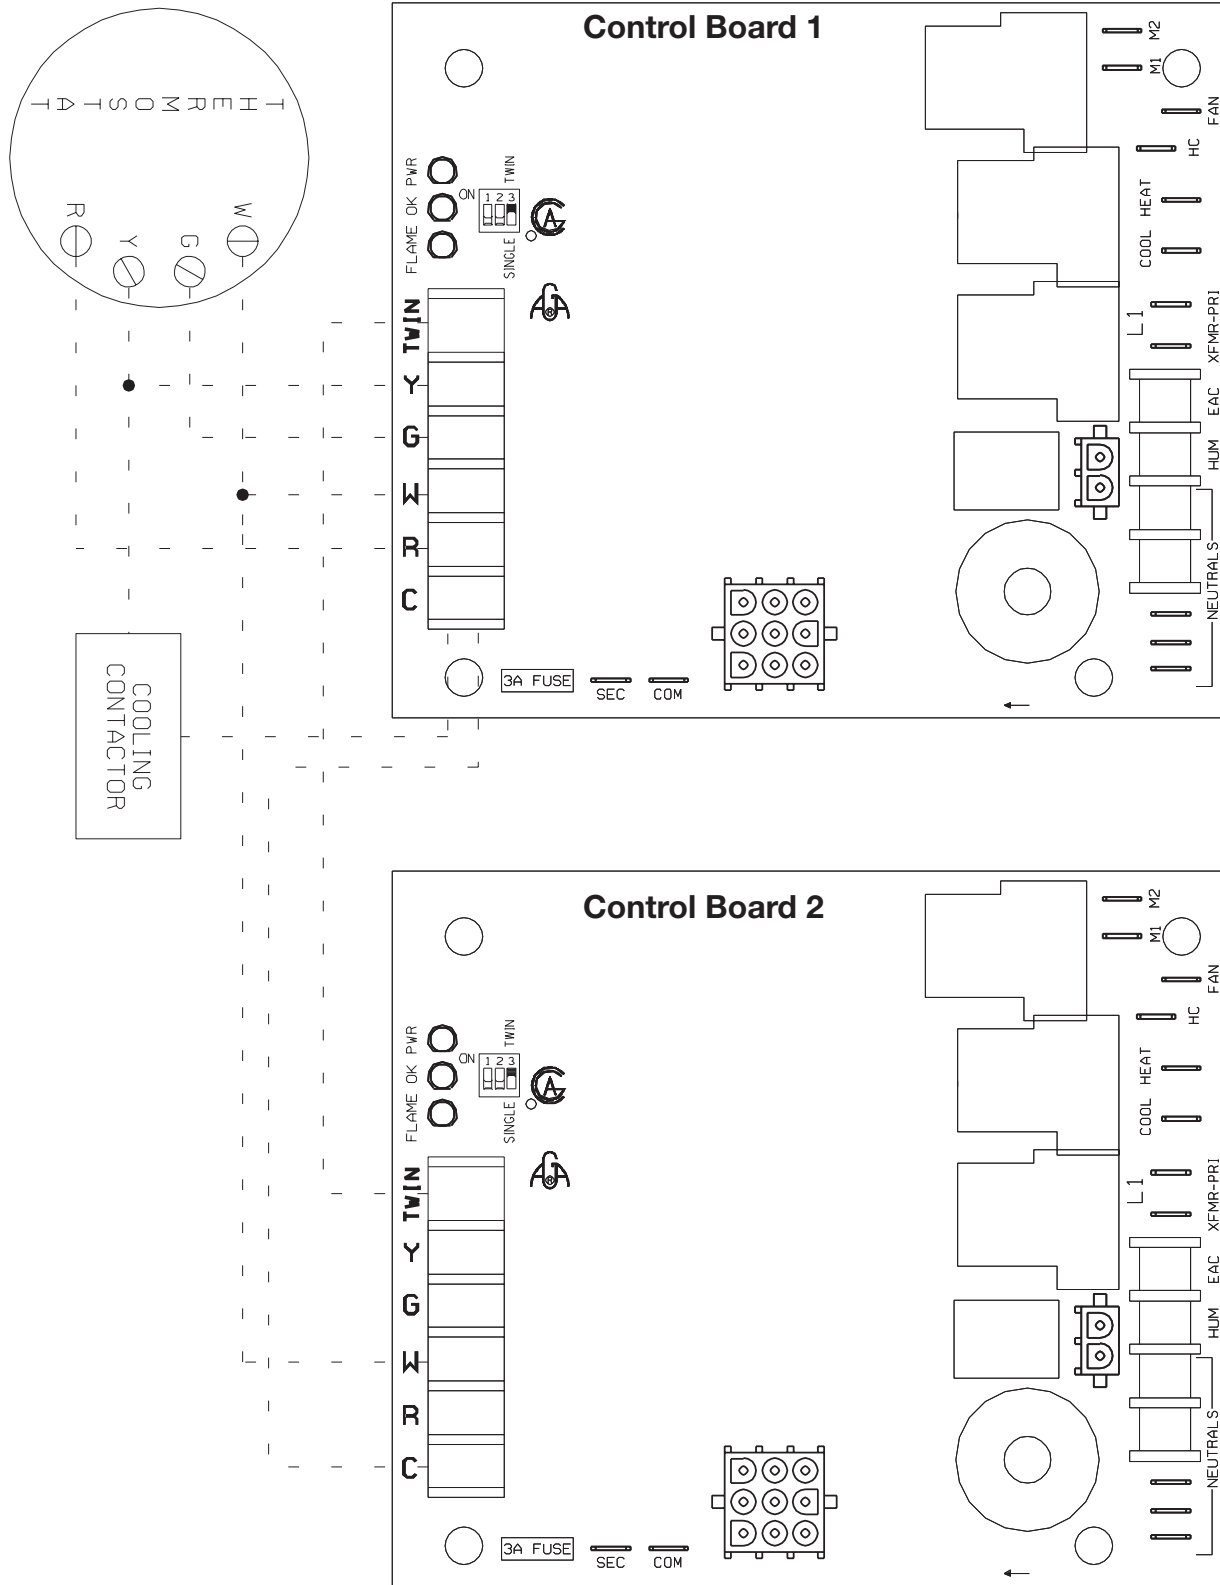 Control Board 1
THERMOSTAT
R
Y
G
W
PWR
OK
FLAME
ON
1 2 3
TWIN
SINGLE
TWIN
Y
G
W
R
C
3A FUSE
SEC
COM
M2
M1
FAN
HC
HEAT
COOL
L1
XFMR-PRI
EAC
HUM
NEUTRALS
COOLING
CONTACTOR
Control Board 2
PWR
OK
FLAME
ON
1 2 3
TWIN
SINGLE
TWIN
Y
G
W
R
C
3A FUSE
SEC
COM
M2
M1
FAN
HC
HEAT
COOL
L1
XFMR-PRI
EAC
HUM
NEUTRALS